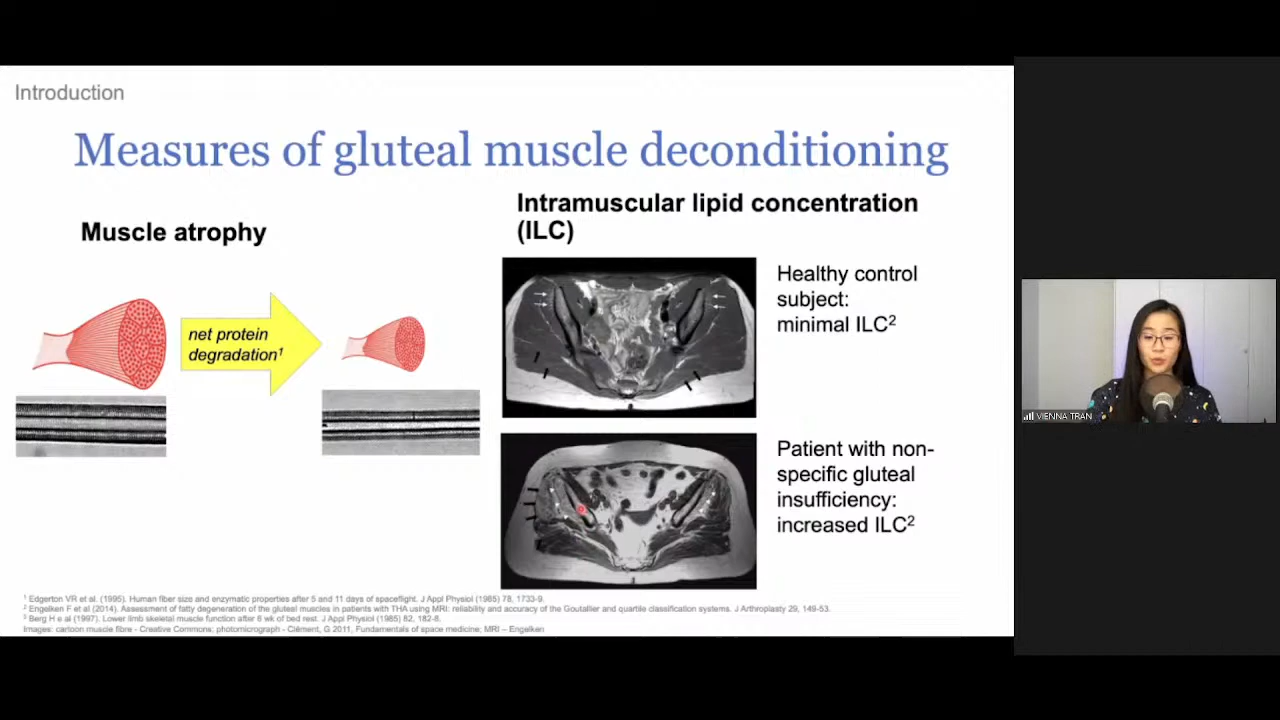 Introduction
Measures of gluteal muscle deconditioning
Muscle atrophy
net protein
degradation¹
Intramuscular lipid concentration
(ILC)
Healthy control
subject:
minimal ILC²
Patient with non-
specific gluteal
insufficiency:
increased ILC²
¹ Edgerton VR et al. (1995). Human fiber size and enzymatic properties after 5 and 11 days of spaceflight. J Appl Physiol (1985) 78, 1733-9.
² Engelken F et al (2014). Assessment of fatty degeneration of the gluteal muscles in patients with THA using MRI: reliability and accuracy of the Goutallier and quartile classification systems. J Arthroplasty 29, 149-53.
³ Berg H e al (1997). Lower limb skeletal muscle function after 6 wk of bed rest. J Appl Physiol (1985) 82, 182-8.
Images: cartoon muscle fibre - Creative Commons; photomicrograph - Clément, G 2011, Fundamentals of space medicine; MRI – Engelken
VIENNA TRAN